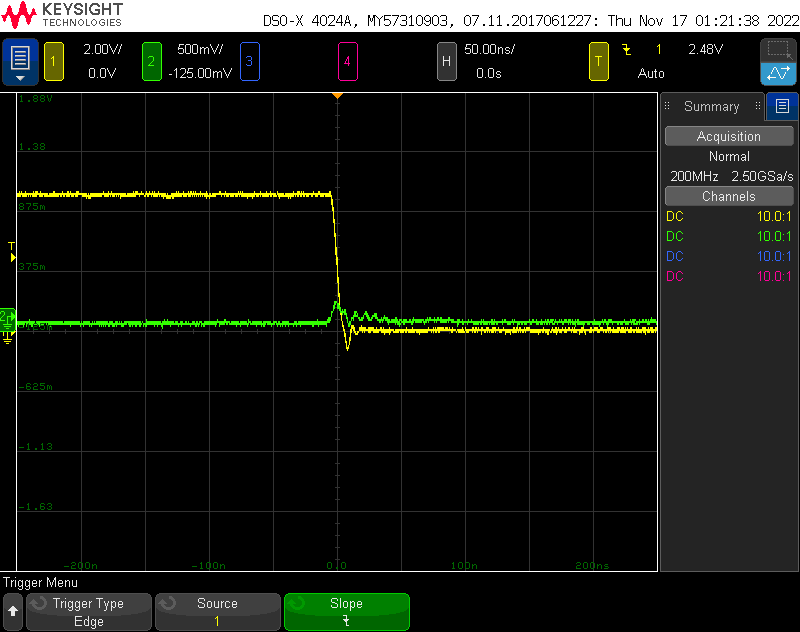 KEYSIGHT
TECHNOLOGIES
DSO-X 4024A, MY57310903, 07.11.2017061227: Thu Nov 17 01:21:38 2022
1 2.00V/ 0.0V
2 500mV/ -125.00mV
3
4
H 50.00ns/ 0.0s
T 1 2.48V
Auto
Summary
Acquisition
Normal
200MHz 2.50GSa/s
Channels
DC 10.0:1
DC 10.0:1
DC 10.0:1
DC 10.0:1
1.88V
1.38
875m
T
375m
2
-625m
-1.13
-1.63
-200n -100n 0.0 100n 200ns
Trigger Menu
Trigger Type
Edge
Source
1
Slope